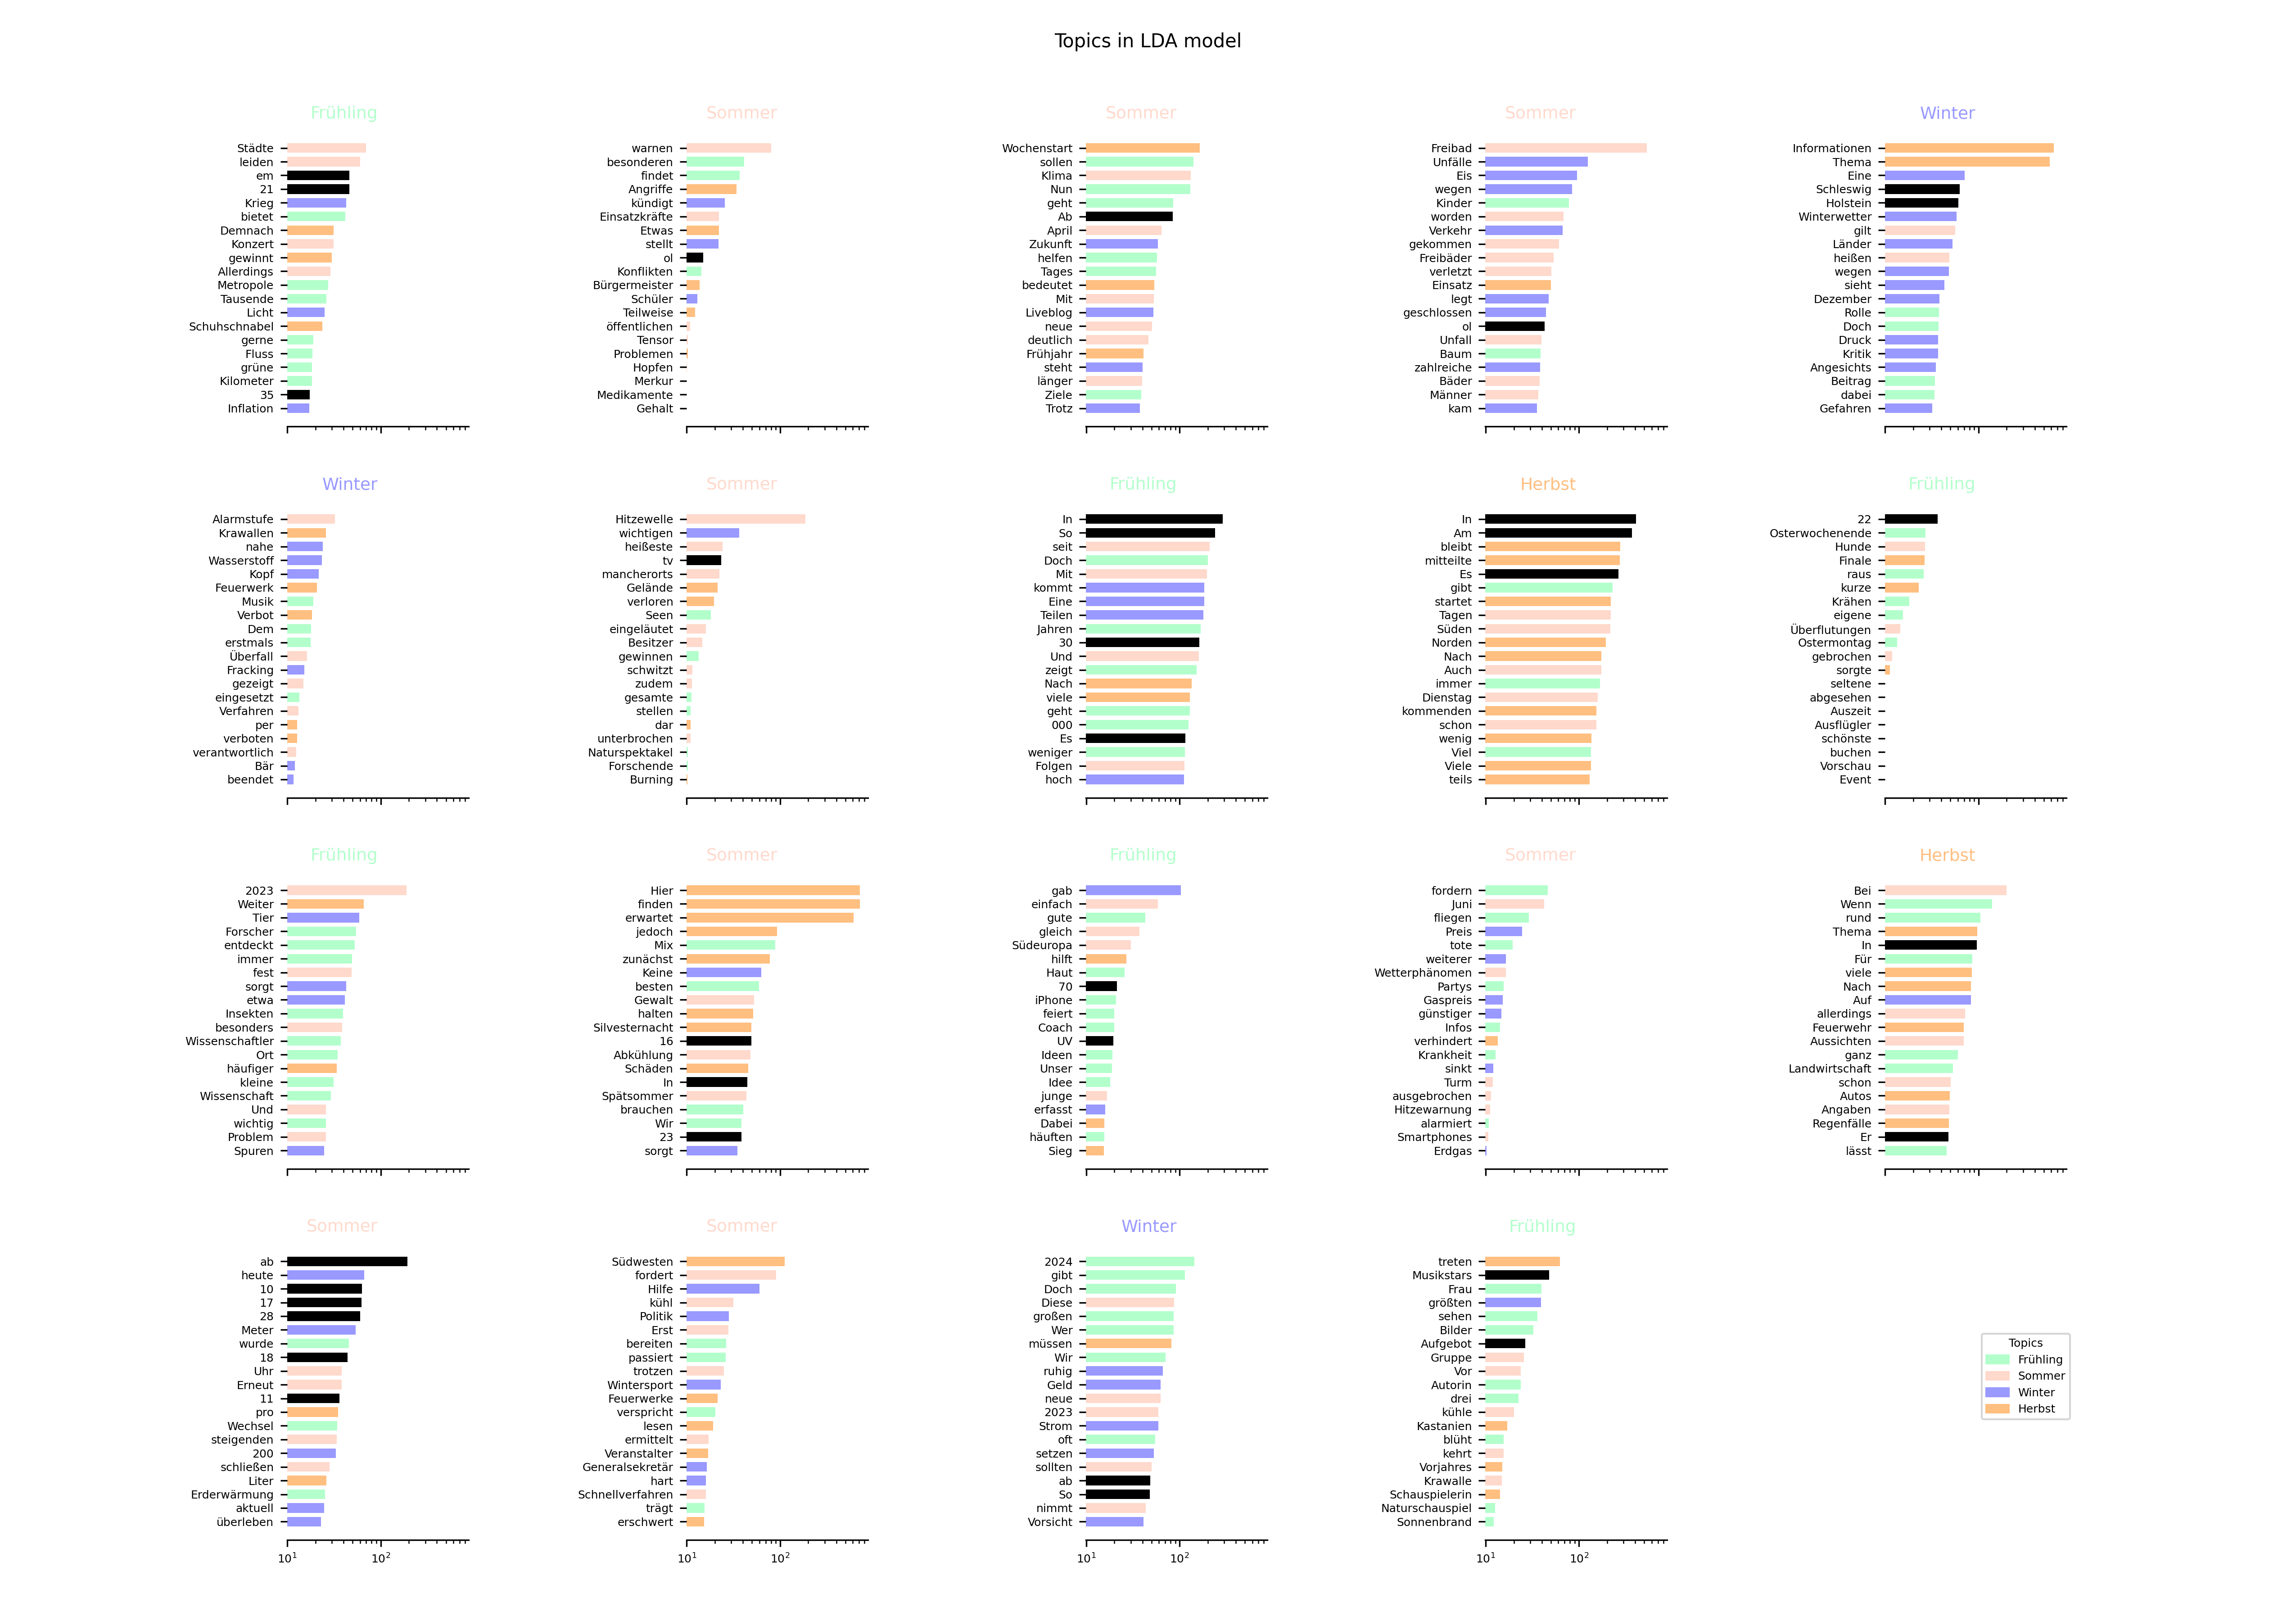 Topics in LDA model
Frühling
Städte
leiden
em
21
Krieg
bietet
Demnach
Konzert
gewinnt
Allerdings
Metropole
Tausende
Licht
Schuhschnabel
gerne
Fluss
grüne
Kilometer
35
Inflation
Sommer
warnen
besonderen
findet
Angriffe
kündigt
Einsatzkräfte
Etwas
stellt
ol
Konflikten
Bürgermeister
Schüler
Teilweise
öffentlichen
Tensor
Problemen
Hopfen
Merkur
Medikamente
Gehalt
Sommer
Wochenstart
sollen
Klima
Nun
geht
Ab
April
Zukunft
helfen
Tages
bedeutet
Mit
Liveblog
neue
deutlich
Frühjahr
steht
länger
Ziele
Trotz
Sommer
Freibad
Unfälle
Eis
wegen
Kinder
worden
Verkehr
gekommen
Freibäder
verletzt
Einsatz
legt
geschlossen
ol
Unfall
Baum
zahlreiche
Bäder
Männer
kam
Winter
Informationen
Thema
Eine
Schleswig
Holstein
Winterwetter
gilt
Länder
heißen
wegen
sieht
Dezember
Rolle
Doch
Druck
Kritik
Angesichts
Beitrag
dabei
Gefahren
Winter
Alarmstufe
Krawallen
nahe
Wasserstoff
Kopf
Feuerwerk
Musik
Verbot
Dem
erstmals
Überfall
Fracking
gezeigt
eingesetzt
Verfahren
per
verboten
verantwortlich
Bär
beendet
Sommer
Hitzewelle
wichtigen
heißeste
tv
mancherorts
Gelände
verloren
Seen
eingeläutet
Besitzer
gewinnen
schwitzt
zudem
gesamte
stellen
dar
unterbrochen
Naturspektakel
Forschende
Burning
Frühling
In
So
seit
Doch
Mit
kommt
Eine
Teilen
Jahren
30
Und
zeigt
Nach
viele
geht
000
Es
weniger
Folgen
hoch
Herbst
In
Am
bleibt
mitteilte
Es
gibt
startet
Tagen
Süden
Norden
Nach
Auch
immer
Dienstag
kommenden
schon
wenig
Viel
Viele
teils
Frühling
22
Osterwochenende
Hunde
Finale
raus
kurze
Krähen
eigene
Überflutungen
Ostermontag
gebrochen
sorgte
seltene
abgesehen
Auszeit
Ausflügler
schönste
buchen
Vorschau
Event
Frühling
2023
Weiter
Tier
Forscher
entdeckt
immer
fest
sorgt
etwa
Insekten
besonders
Wissenschaftler
Ort
häufiger
kleine
Wissenschaft
Und
wichtig
Problem
Spuren
Sommer
Hier
finden
erwartet
jedoch
Mix
zunächst
Keine
besten
Gewalt
halten
Silvesternacht
16
Abkühlung
Schäden
In
Spätsommer
brauchen
Wir
23
sorgt
Frühling
gab
einfach
gute
gleich
Südeuropa
hilft
Haut
70
iPhone
feiert
Coach
UV
Ideen
Unser
Idee
junge
erfasst
Dabei
häuften
Sieg
Sommer
fordern
Juni
fliegen
Preis
tote
weiterer
Wetterphänomen
Partys
Gaspreis
günstiger
Infos
verhindert
Krankheit
sinkt
Turm
ausgebrochen
Hitzewarnung
alarmiert
Smartphones
Erdgas
Herbst
Bei
Wenn
rund
Thema
In
Für
viele
Nach
Auf
allerdings
Feuerwehr
Aussichten
ganz
Landwirtschaft
schon
Autos
Angaben
Regenfälle
Er
lässt
Sommer
ab
heute
10
17
28
Meter
wurde
18
Uhr
Erneut
11
pro
Wechsel
steigenden
200
schließen
Liter
Erderwärmung
aktuell
überleben
10¹ 10²
Sommer
Südwesten
fordert
Hilfe
kühl
Politik
Erst
bereiten
passiert
trotzen
Wintersport
Feuerwerke
verspricht
lesen
ermittelt
Veranstalter
Generalsekretär
hart
Schnellverfahren
trägt
erschwert
10¹ 10²
Winter
2024
gibt
Doch
Diese
großen
Wer
müssen
Wir
ruhig
Geld
neue
2023
Strom
oft
setzen
sollten
ab
So
nimmt
Vorsicht
10¹ 10²
Frühling
treten
Musikstars
Frau
größten
sehen
Bilder
Aufgebot
Gruppe
Vor
Autorin
drei
kühle
Kastanien
blüht
kehrt
Vorjahres
Krawalle
Schauspielerin
Naturschauspiel
Sonnenbrand
10¹ 10²
Topics
Frühling
Sommer
Winter
Herbst